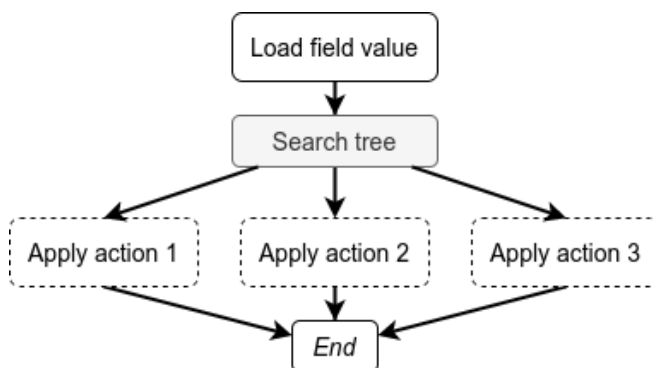 Load field value
Search tree
Apply action 1
Apply action 2
Apply action 3
End